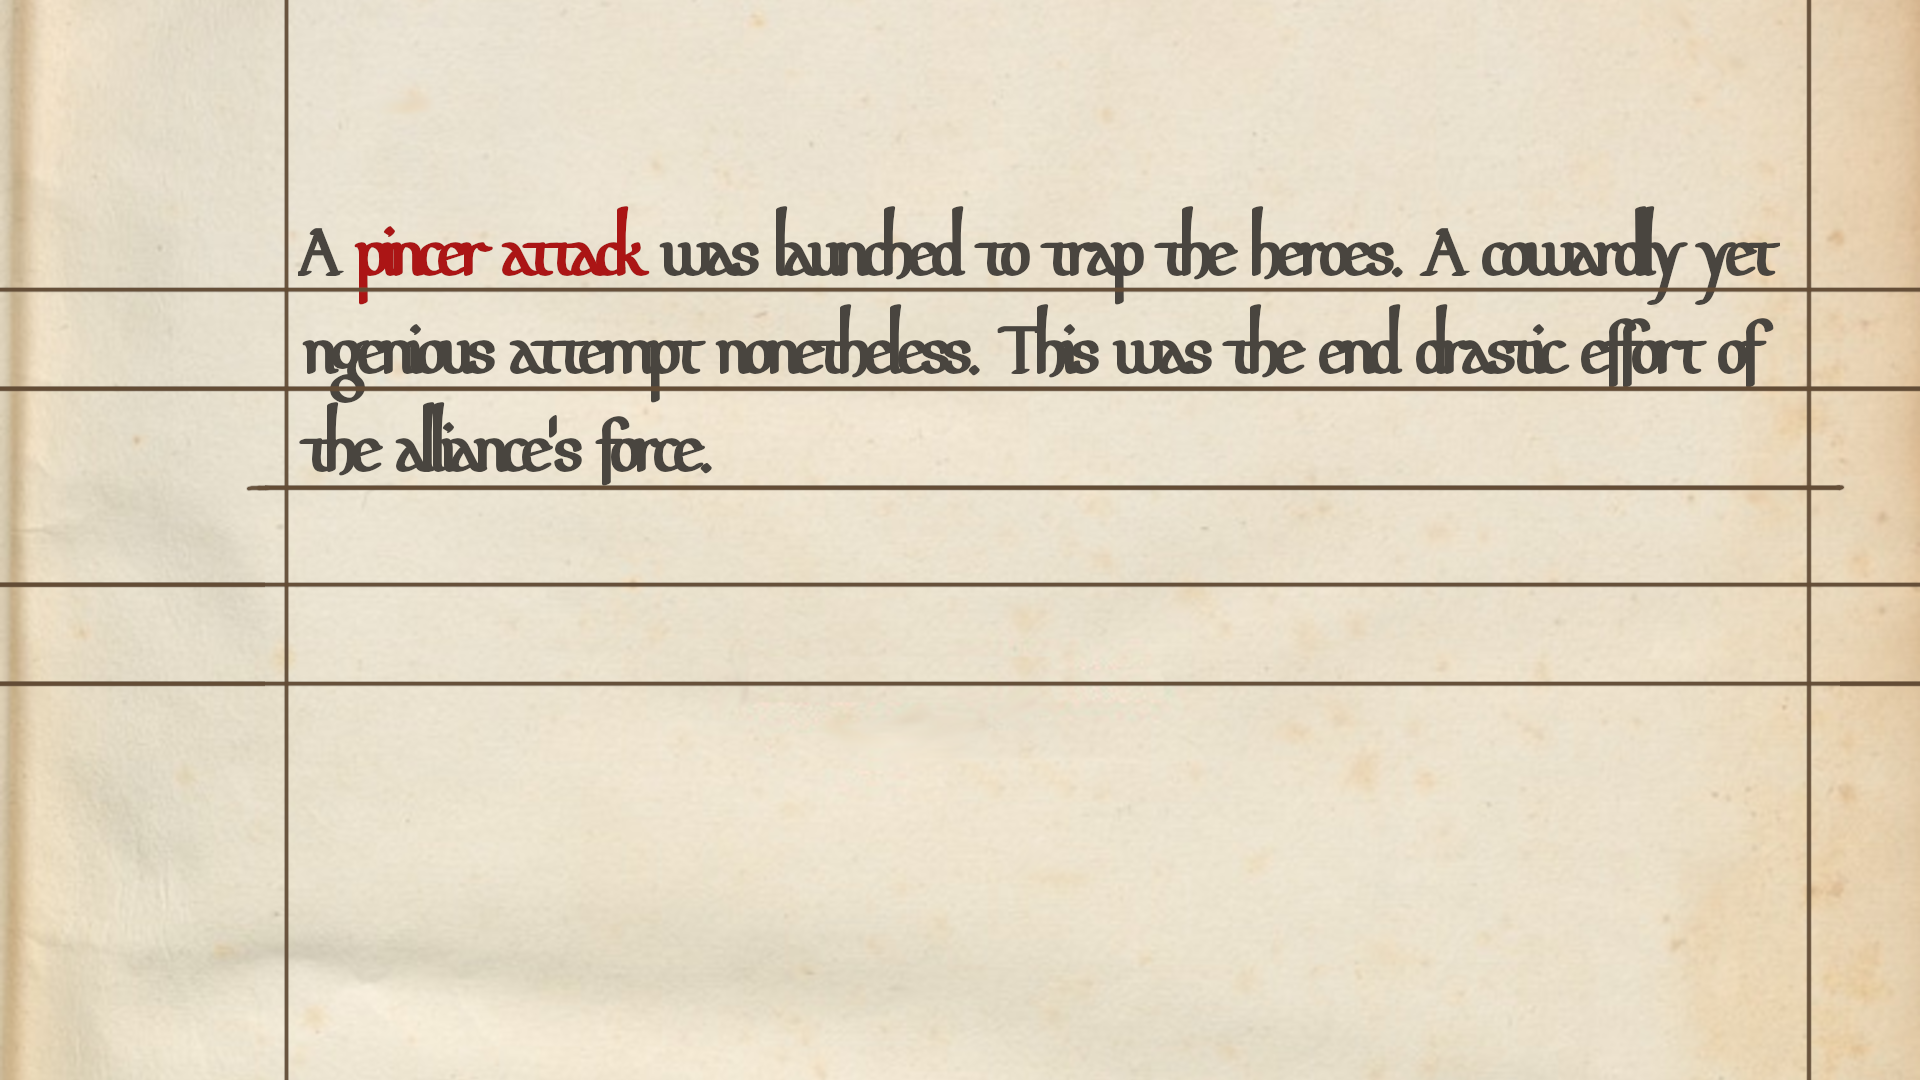 A pincer attack was launched to trap the heroes. A cowardly yet
ngenious attempt nonetheless. This was the end drastic effort of
the alliance's force.